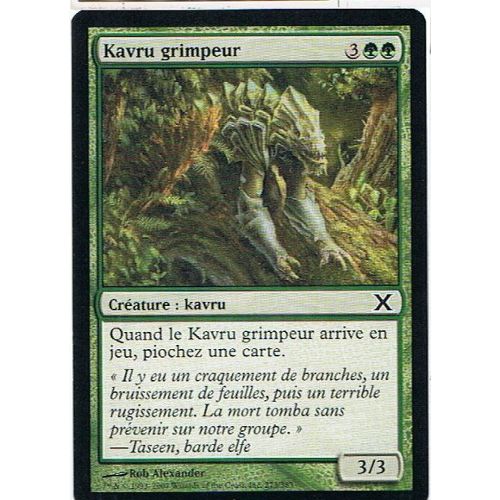 Kavru grimpeur 3
Créature : kavru X
Quand le Kavru grimpeur arrive en
jeu, piochez une carte.
« Il y eu un craquement de branches, un
bruissement de feuilles, puis un terrible
rugissement. La mort tomba sans
prévenir sur notre groupe. »
—Taseen, barde elfe
3/3
Rob Alexander